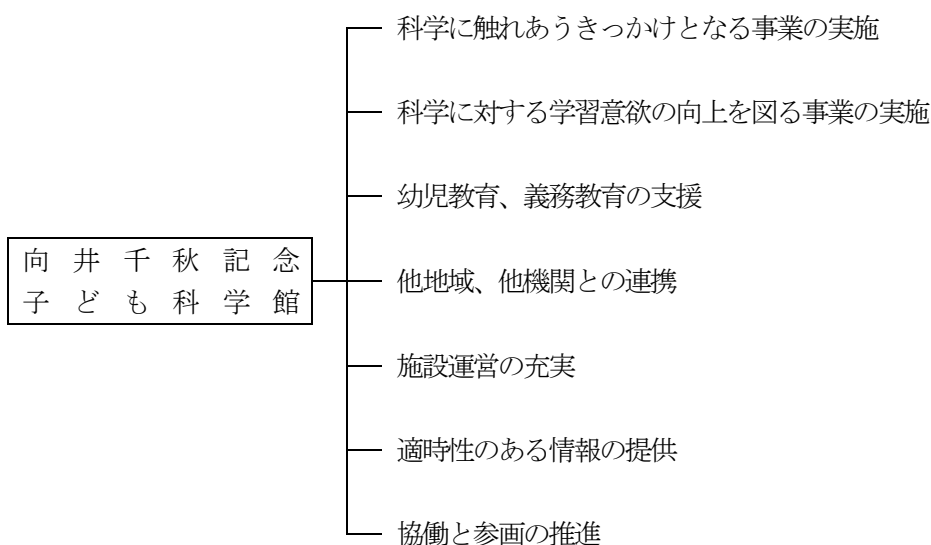 科学に触れあうきっかけとなる事業の実施
科学に対する学習意欲の向上を図る事業の実施
幼児教育、義務教育の支援
向井千秋記念
子ども科学館
他地域、他機関との連携
施設運営の充実
適時性のある情報の提供
協働と参画の推進